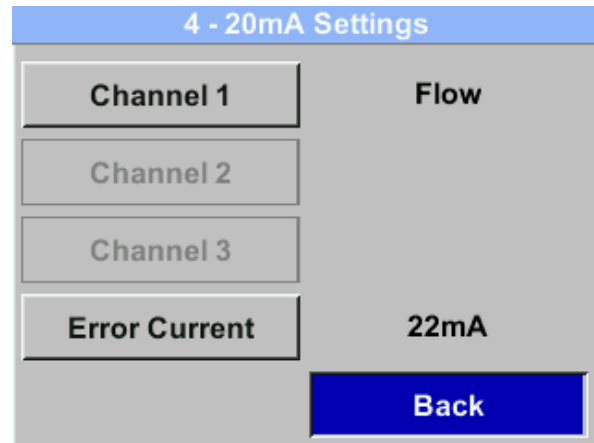 4 - 20mA Settings
Channel 1 Flow
Channel 2
Channel 3
Error Current 22mA
Back